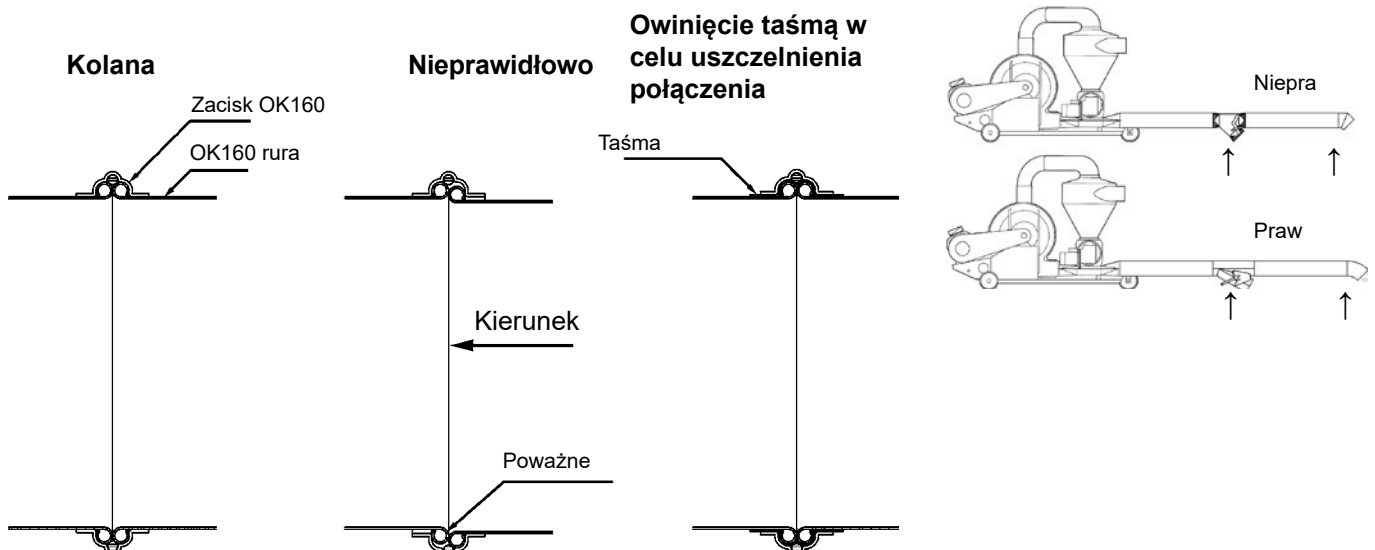 Kolana
Zacisk OK160
OK160 rura
Nieprawidłowo
Kierunek
Poważne
Owinięcie taśmą w
celu uszczelnienia
połączenia
Taśma
Niepra
Praw